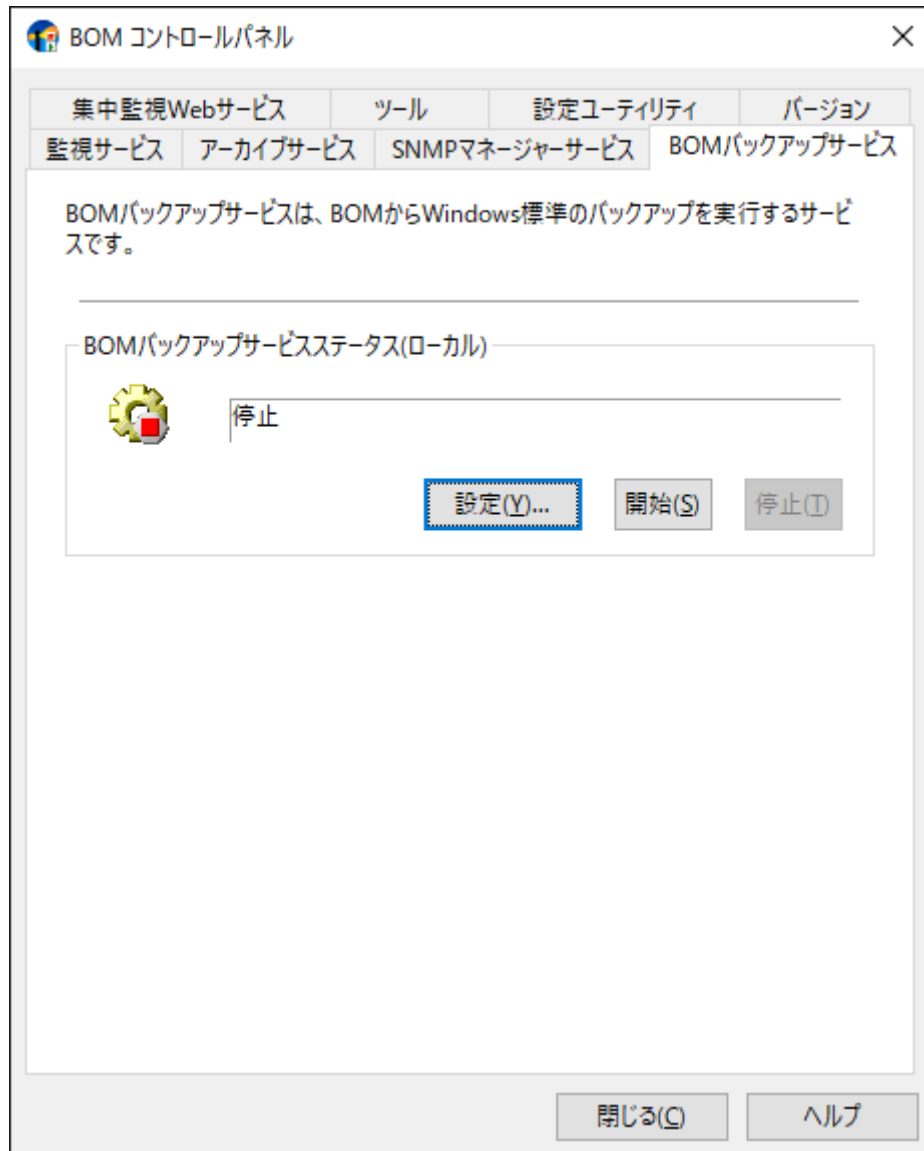 BOM コントロールパネル
集中監視Webサービス ツール 設定ユーティリティ バージョン
監視サービス アーカイブサービス SNMPマネージャーサービス BOMバックアップサービス
BOMバックアップサービスは、BOMからWindows標準のバックアップを実行するサービ
スです。
BOMバックアップサービスステータス(ローカル)
停止
設定(Y)... 開始(S) 停止(T)
閉じる(C) ヘルプ